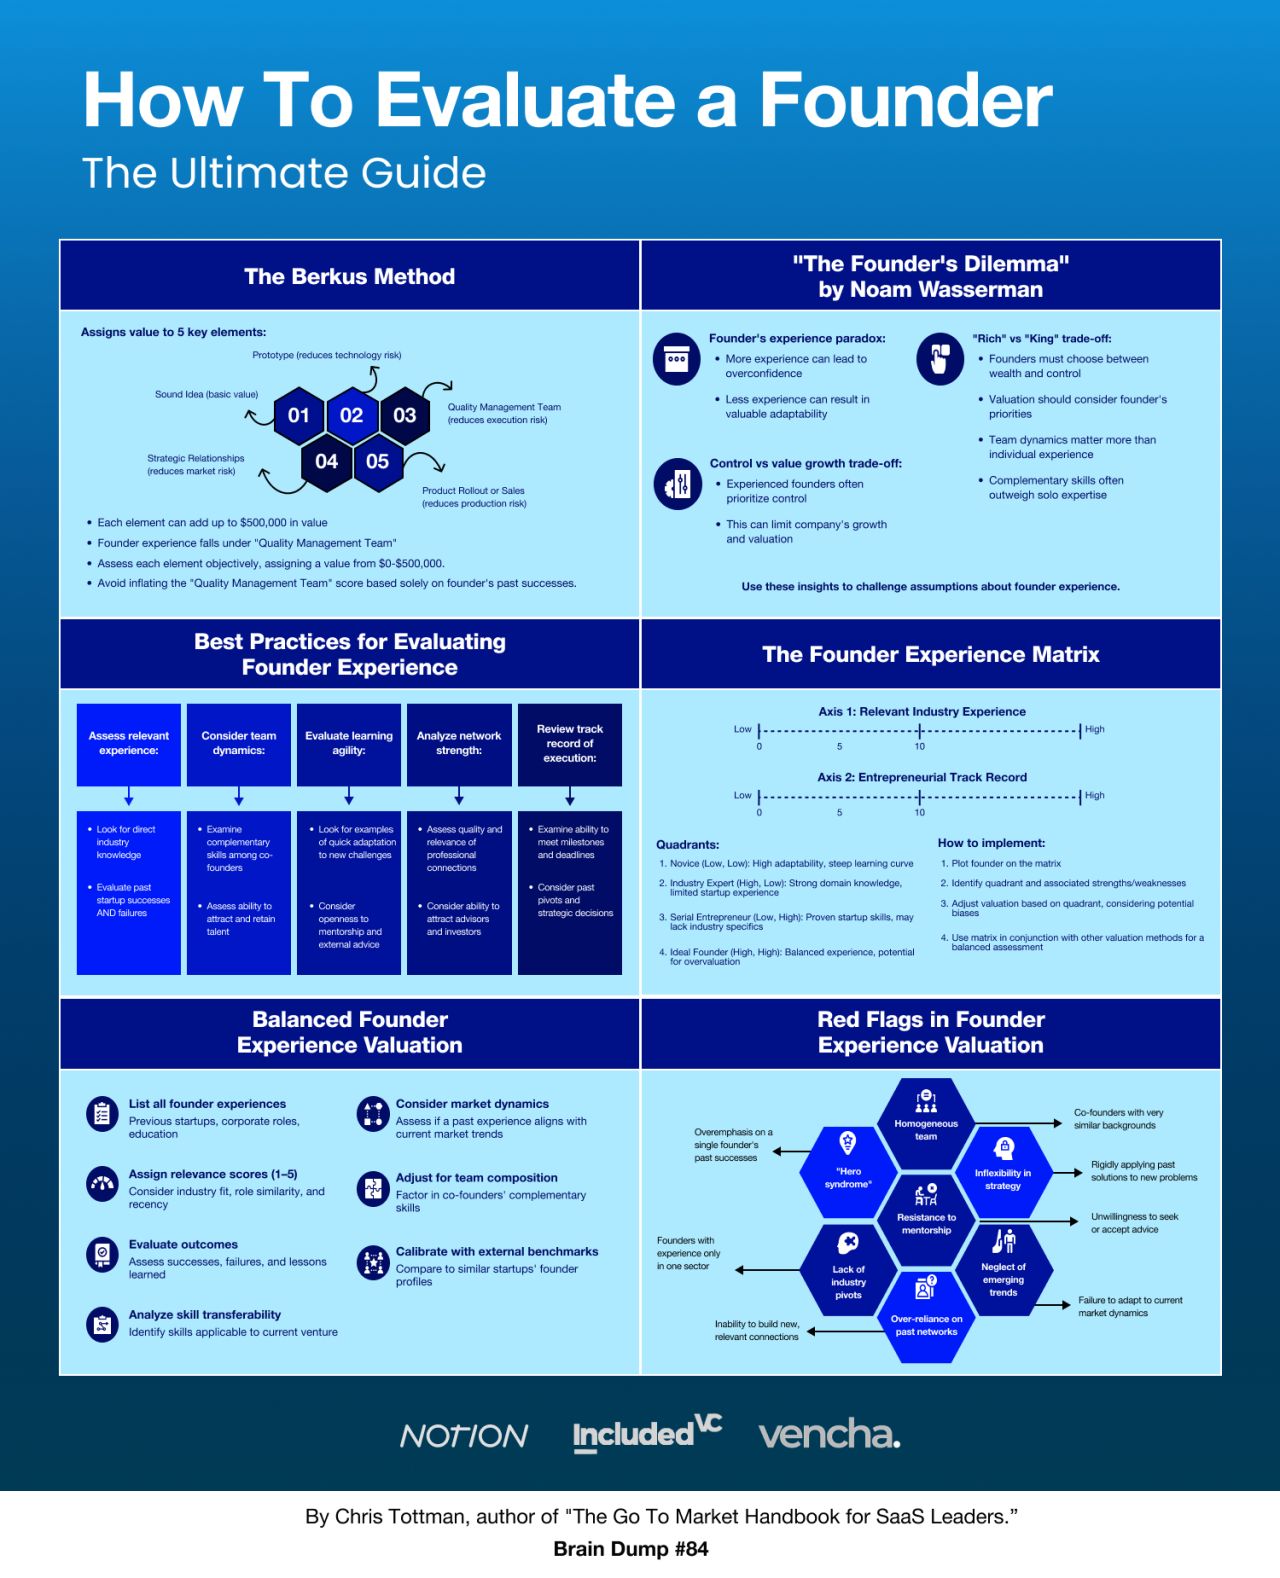 How To Evaluate a Founder
The Ultimate Guide
The Berkus Method
Assigns value to 5 key elements:
Prototype (reduces technology risk)
Sound Idea (basic value)
01
02
03
Quality Management Team
(reduces execution risk)
Strategic Relationships
(reduces market risk)
04
05
Product Rollout or Sales
(reduces production risk)
• Each element can add up to $500,000 in value
• Founder experience falls under "Quality Management Team"
• Assess each element objectively, assigning a value from $0-$500,000.
• Avoid inflating the "Quality Management Team" score based solely on founder's past successes.
"The Founder's Dilemma"
by Noam Wasserman
Founder's experience paradox:
• More experience can lead to
overconfidence
• Less experience can result in
valuable adaptability
Control vs value growth trade-off:
• Experienced founders often
prioritize control
• This can limit company's growth
and valuation
"Rich" vs "King" trade-off:
• Founders must choose between
wealth and control
• Valuation should consider founder's
priorities
• Team dynamics matter more than
individual experience
• Complementary skills often
outweigh solo expertise
Use these insights to challenge assumptions about founder experience.
Best Practices for Evaluating
Founder Experience
Assess relevant
experience:
• Look for direct
industry
knowledge
• Evaluate past
startup successes
AND failures
Consider team
dynamics:
• Examine
complementary
skills among co-
founders
• Assess ability to
attract and retain
talent
Evaluate learning
agility:
• Look for examples
of quick adaptation
to new challenges
• Consider
openness to
mentorship and
external advice
Analyze network
strength:
• Assess quality and
relevance of
professional
connections
• Consider ability to
attract advisors
and investors
Review track
record of
execution:
• Examine ability to
meet milestones
and deadlines
• Consider past
pivots and
strategic decisions
The Founder Experience Matrix
Axis 1: Relevant Industry Experience
Low
High
0
5
10
Axis 2: Entrepreneurial Track Record
Low
High
0
5
10
Quadrants:
1. Novice (Low, Low): High adaptability, steep learning curve
2. Industry Expert (High, Low): Strong domain knowledge,
limited startup experience
3. Serial Entrepreneur (Low, High): Proven startup skills, may
lack industry specifics
4. Ideal Founder (High, High): Balanced experience, potential
for overvaluation
How to implement:
1. Plot founder on the matrix
2. Identify quadrant and associated strengths/weaknesses
3. Adjust valuation based on quadrant, considering potential
biases
4. Use matrix in conjunction with other valuation methods for a
balanced assessment
Balanced Founder
Experience Valuation
List all founder experiences
Previous startups, corporate roles,
education
Assign relevance scores (1–5)
Consider industry fit, role similarity, and
recency
Evaluate outcomes
Assess successes, failures, and lessons
learned
Analyze skill transferability
Identify skills applicable to current venture
Consider market dynamics
Assess if a past experience aligns with
current market trends
Adjust for team composition
Factor in co-founders' complementary
skills
Calibrate with external benchmarks
Compare to similar startups' founder
profiles
Red Flags in Founder
Experience Valuation
Homogeneous
team
Co-founders with very
similar backgrounds
Overemphasis on a
single founder's
past successes
"Hero
syndrome"
Inflexibility in
strategy
Rigidly applying past
solutions to new problems
Resistance to
mentorship
Unwillingness to seek
or accept advice
Founders with
experience only
in one sector
Lack of
industry
pivots
Neglect of
emerging
trends
Failure to adapt to current
market dynamics
Over-reliance on
past networks
Inability to build new,
relevant connections
NOTION
IncludedVC
vencha.
By Chris Tottman, author of "The Go To Market Handbook for SaaS Leaders.”
Brain Dump #84